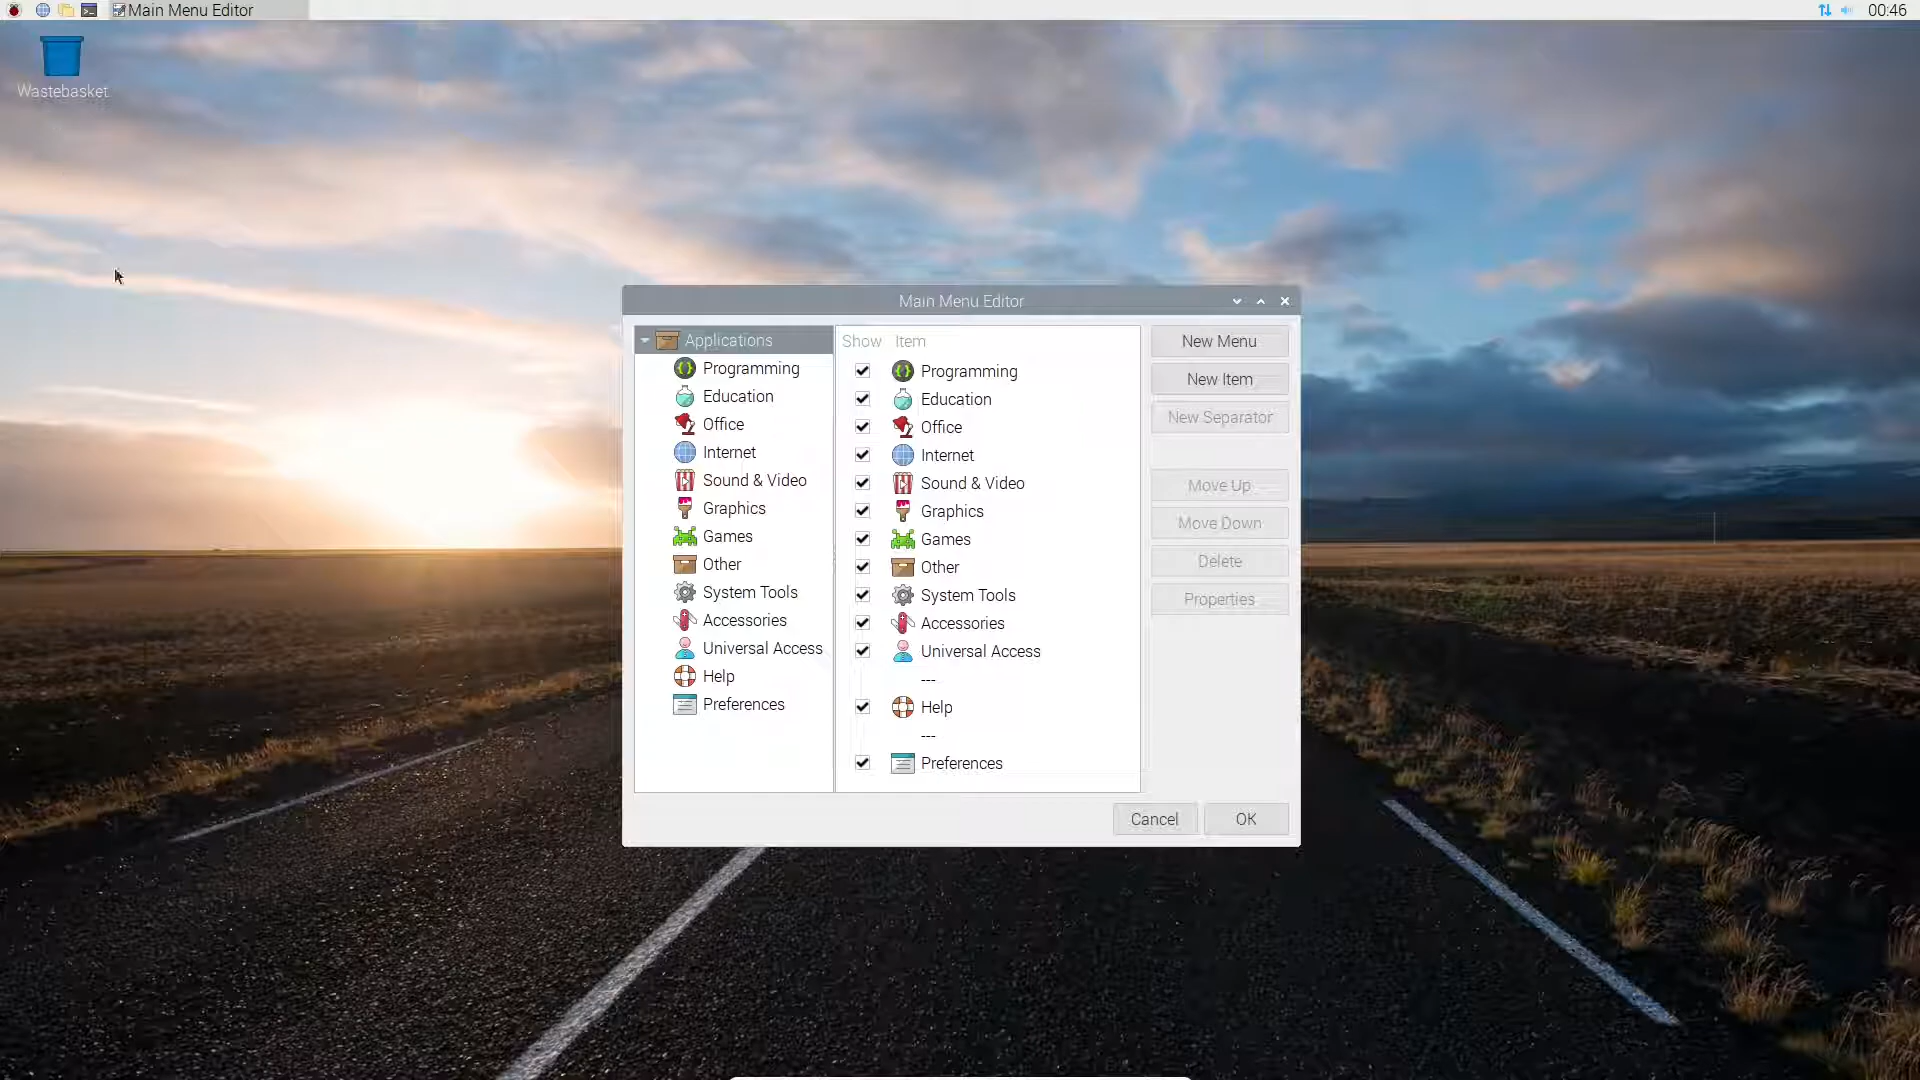 Main Menu Editor
00:46
Wastebasket
Main Menu Editor
Applications
Programming
Education
Office
Internet
Sound & Video
Graphics
Games
Other
System Tools
Accessories
Universal Access
Help
Preferences
Show Item
Programming
Education
Office
Internet
Sound & Video
Graphics
Games
Other
System Tools
Accessories
Universal Access
---
Help
---
Preferences
New Menu
New Item
New Separator
Move Up
Move Down
Delete
Properties
Cancel OK